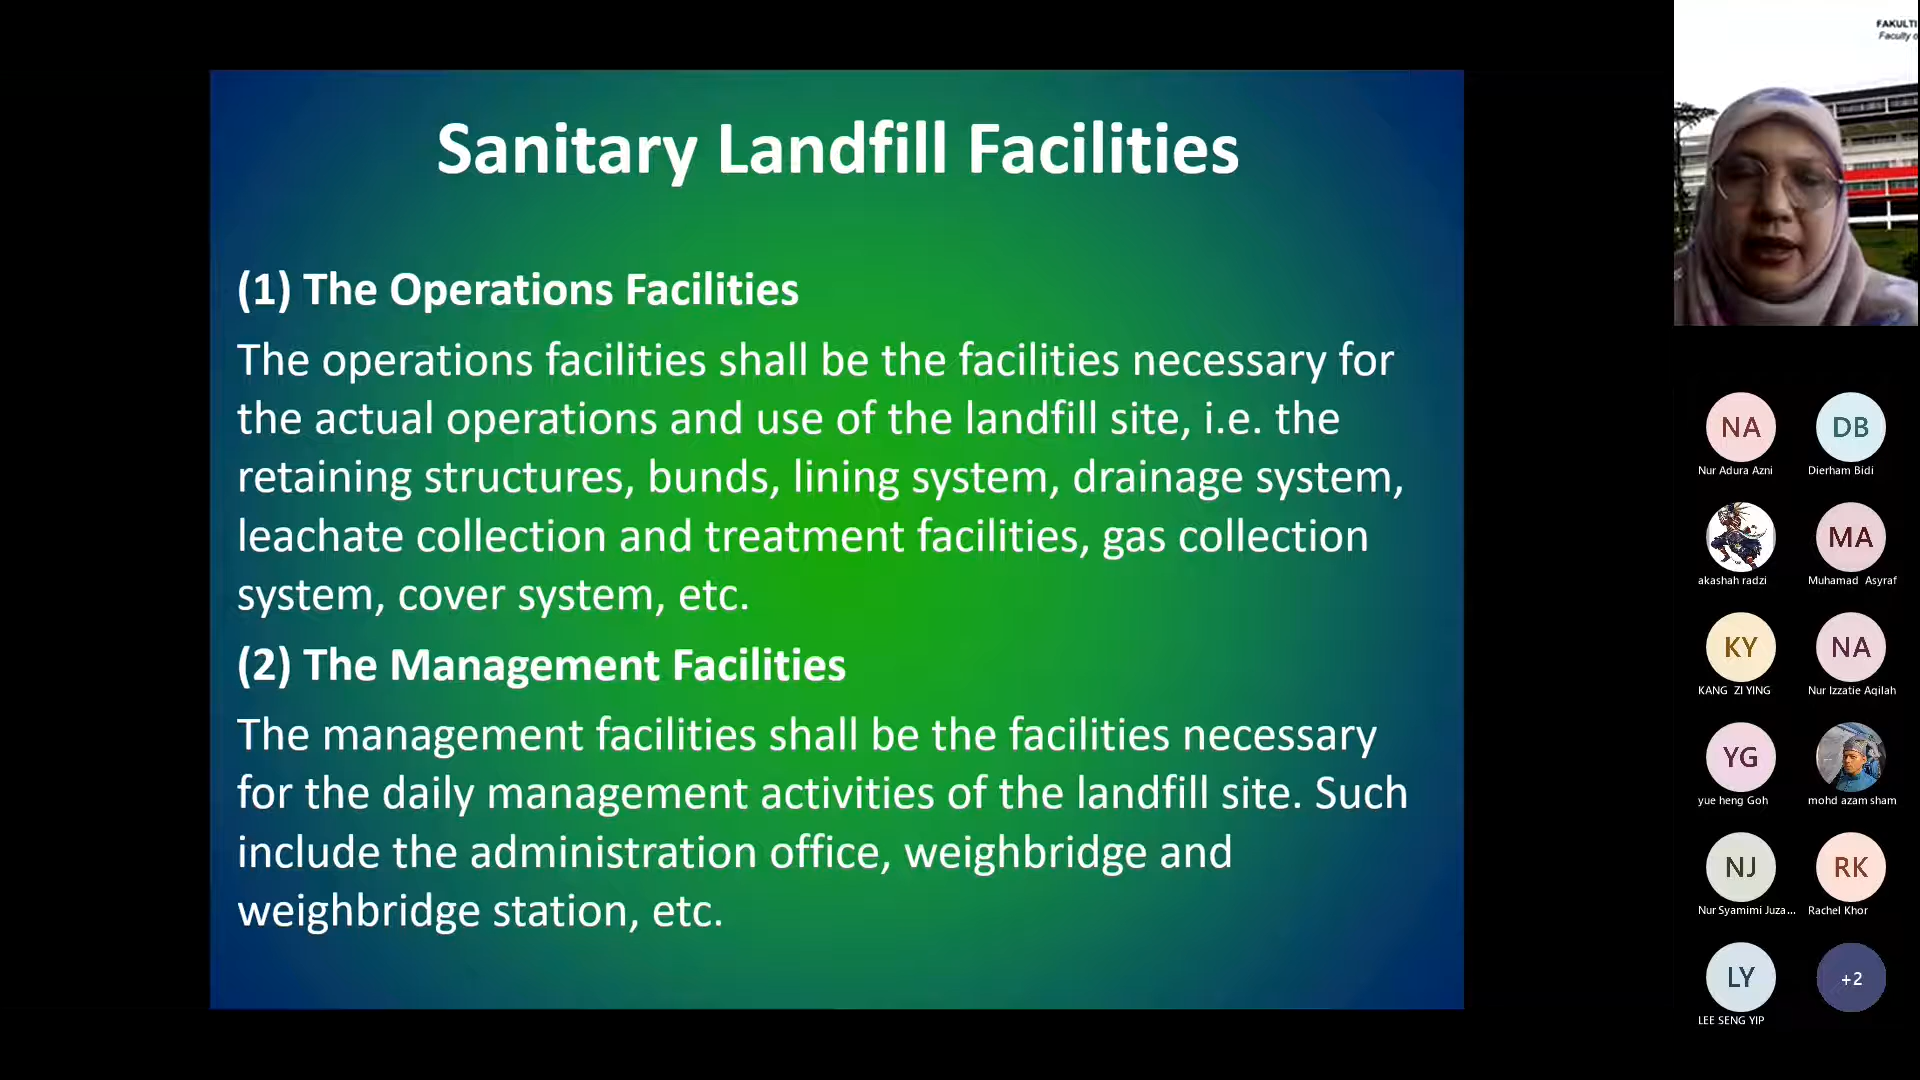 Sanitary Landfill Facilities
(1) The Operations Facilities
The operations facilities shall be the facilities necessary for
the actual operations and use of the landfill site, i.e. the
retaining structures, bunds, lining system, drainage system,
leachate collection and treatment facilities, gas collection
system, cover system, etc.
(2) The Management Facilities
The management facilities shall be the facilities necessary
for the daily management activities of the landfill site. Such
include the administration office, weighbridge and
weighbridge station, etc.
FAKULTI
Faculty o
NA
DB
Nur Adura Azni
Dierham Bidi
MA
akashah radzi
Muhamad Asyraf
KY
NA
KANG ZI YING
Nur Izzatie Aqilah
YG
yue heng Goh
mohd azam sham
NJ
RK
Nur Syamimi Juza...
Rachel Khor
LY
+2
LEE SENG YIP